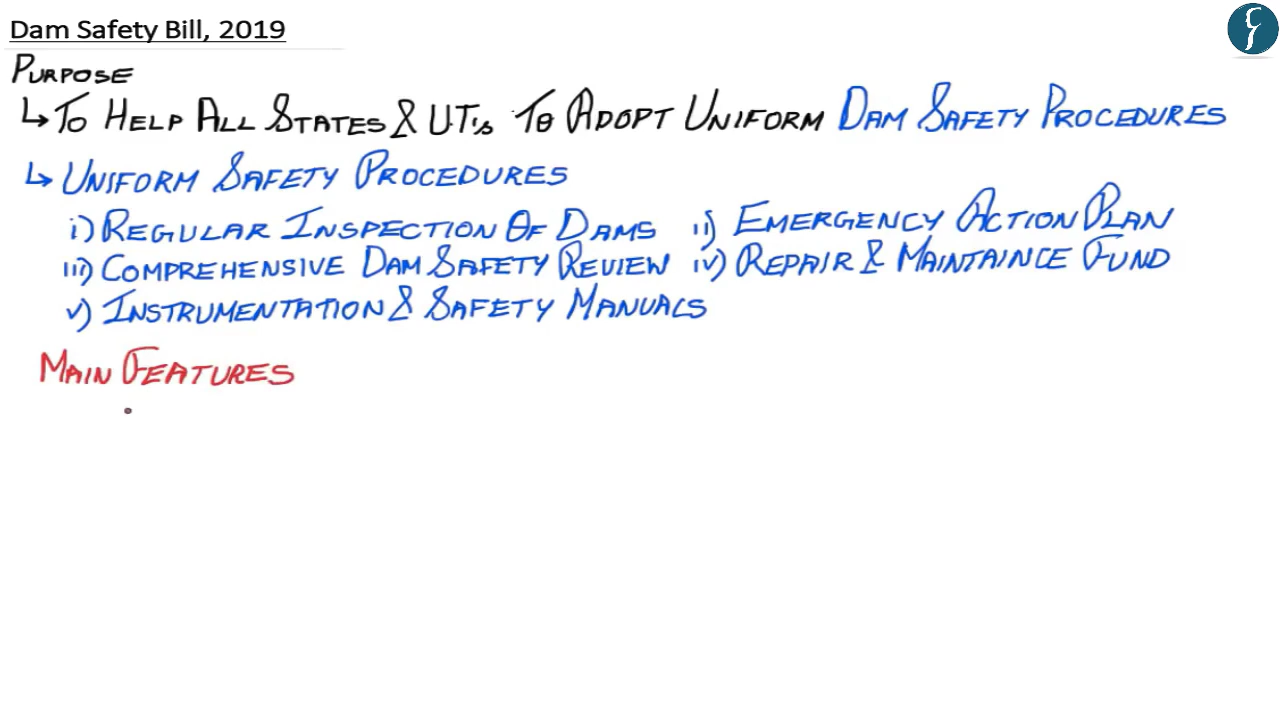 Dam Safety Bill, 2019
PURPOSE
↳ TO HELP ALL STATES & UT's TO ADOPT UNIFORM DAM SAFETY PROCEDURES
↳ UNIFORM SAFETY PROCEDURES
i) REGULAR INSPECTION OF DAMS ii) EMERGENCY ACTION PLAN
iii) COMPREHENSIVE DAM SAFETY REVIEW iv) REPAIR & MAINTAINCE FUND
v) INSTRUMENTATION & SAFETY MANUALS
MAIN FEATURES